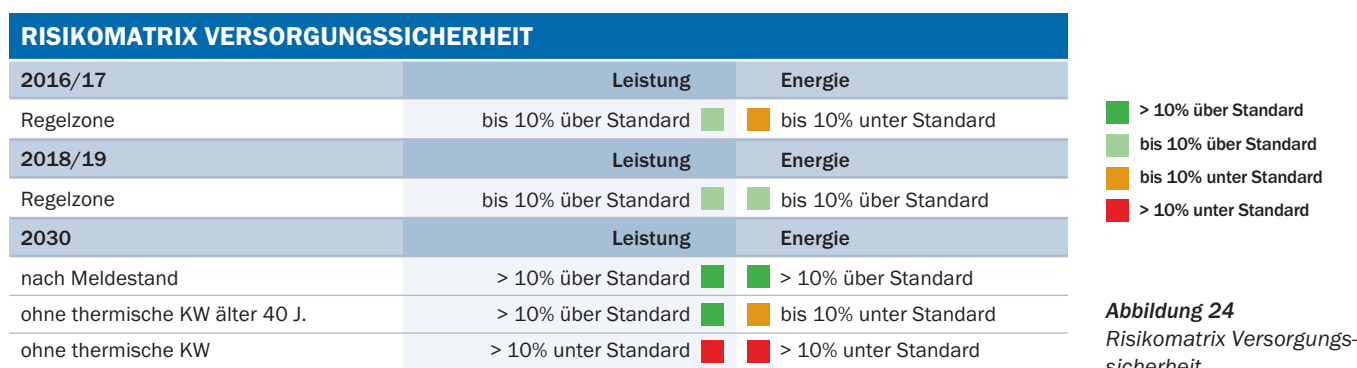 RISIKOMATRIX VERSORGUNGSSICHERHEIT
2016/17 Leistung Energie
Regelzone bis 10% über Standard bis 10% unter Standard
2018/19 Leistung Energie
Regelzone bis 10% über Standard bis 10% über Standard
2030 Leistung Energie
nach Meldestand > 10% über Standard > 10% über Standard
ohne thermische KW älter 40 J. > 10% über Standard bis 10% unter Standard
ohne thermische KW > 10% unter Standard > 10% unter Standard
> 10% über Standard
bis 10% über Standard
bis 10% unter Standard
> 10% unter Standard
Abbildung 24
Risikomatrix Versorgungs-
sicherheit